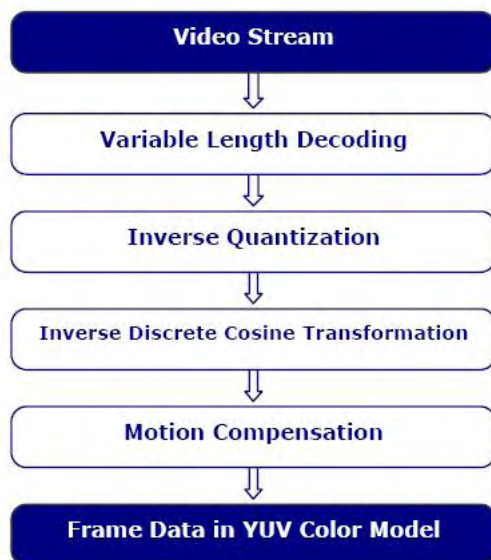 Video Stream
Variable Length Decoding
Inverse Quantization
Inverse Discrete Cosine Transformation
Motion Compensation
Frame Data in YUV Color Model